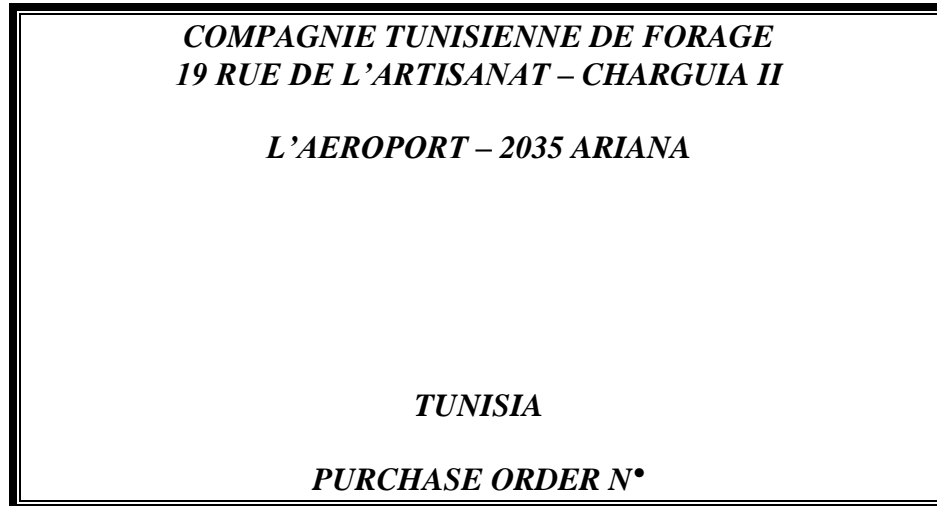 COMPAGNIE TUNISIENNE DE FORAGE
19 RUE DE L’ARTISANAT – CHARGUIA II
L’AEROPORT – 2035 ARIANA
TUNISIA
PURCHASE ORDER N•